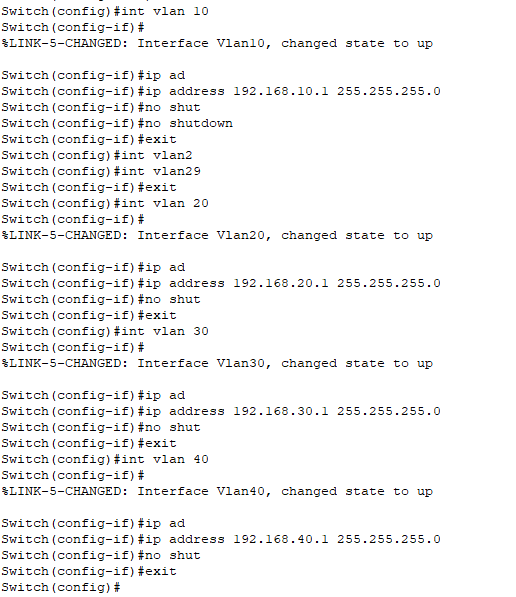 Switch(config)#int vlan 10
Switch(config-if)#
%LINK-5-CHANGED: Interface Vlan10, changed state to up
Switch(config-if)#ip ad
Switch(config-if)#ip address 192.168.10.1 255.255.255.0
Switch(config-if)#no shut
Switch(config-if)#no shutdown
Switch(config-if)#exit
Switch(config)#int vlan2
Switch(config-if)#int vlan29
Switch(config-if)#exit
Switch(config)#int vlan 20
Switch(config-if)#
%LINK-5-CHANGED: Interface Vlan20, changed state to up
Switch(config-if)#ip ad
Switch(config-if)#ip address 192.168.20.1 255.255.255.0
Switch(config-if)#no shut
Switch(config-if)#exit
Switch(config)#int vlan 30
Switch(config-if)#
%LINK-5-CHANGED: Interface Vlan30, changed state to up
Switch(config-if)#ip ad
Switch(config-if)#ip address 192.168.30.1 255.255.255.0
Switch(config-if)#no shut
Switch(config-if)#exit
Switch(config)#int vlan 40
Switch(config-if)#
%LINK-5-CHANGED: Interface Vlan40, changed state to up
Switch(config-if)#ip ad
Switch(config-if)#ip address 192.168.40.1 255.255.255.0
Switch(config-if)#no shut
Switch(config-if)#exit
Switch(config)#